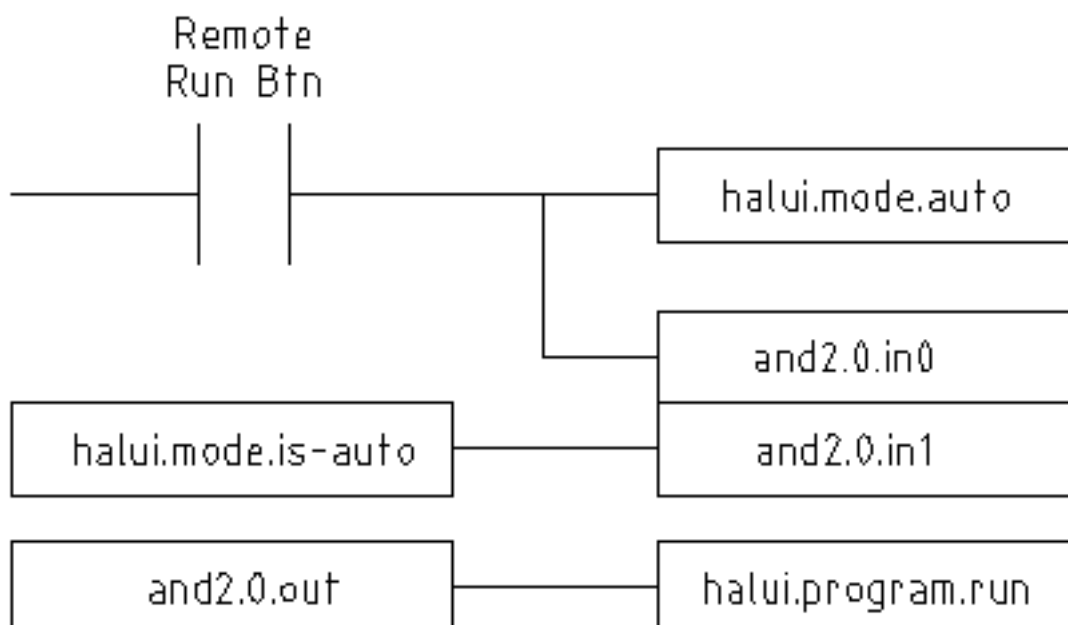 Remote
Run Btn
halui.mode.auto
and2.0.in0
halui.mode.is-auto
and2.0.in1
and2.0.out
halui.program.run